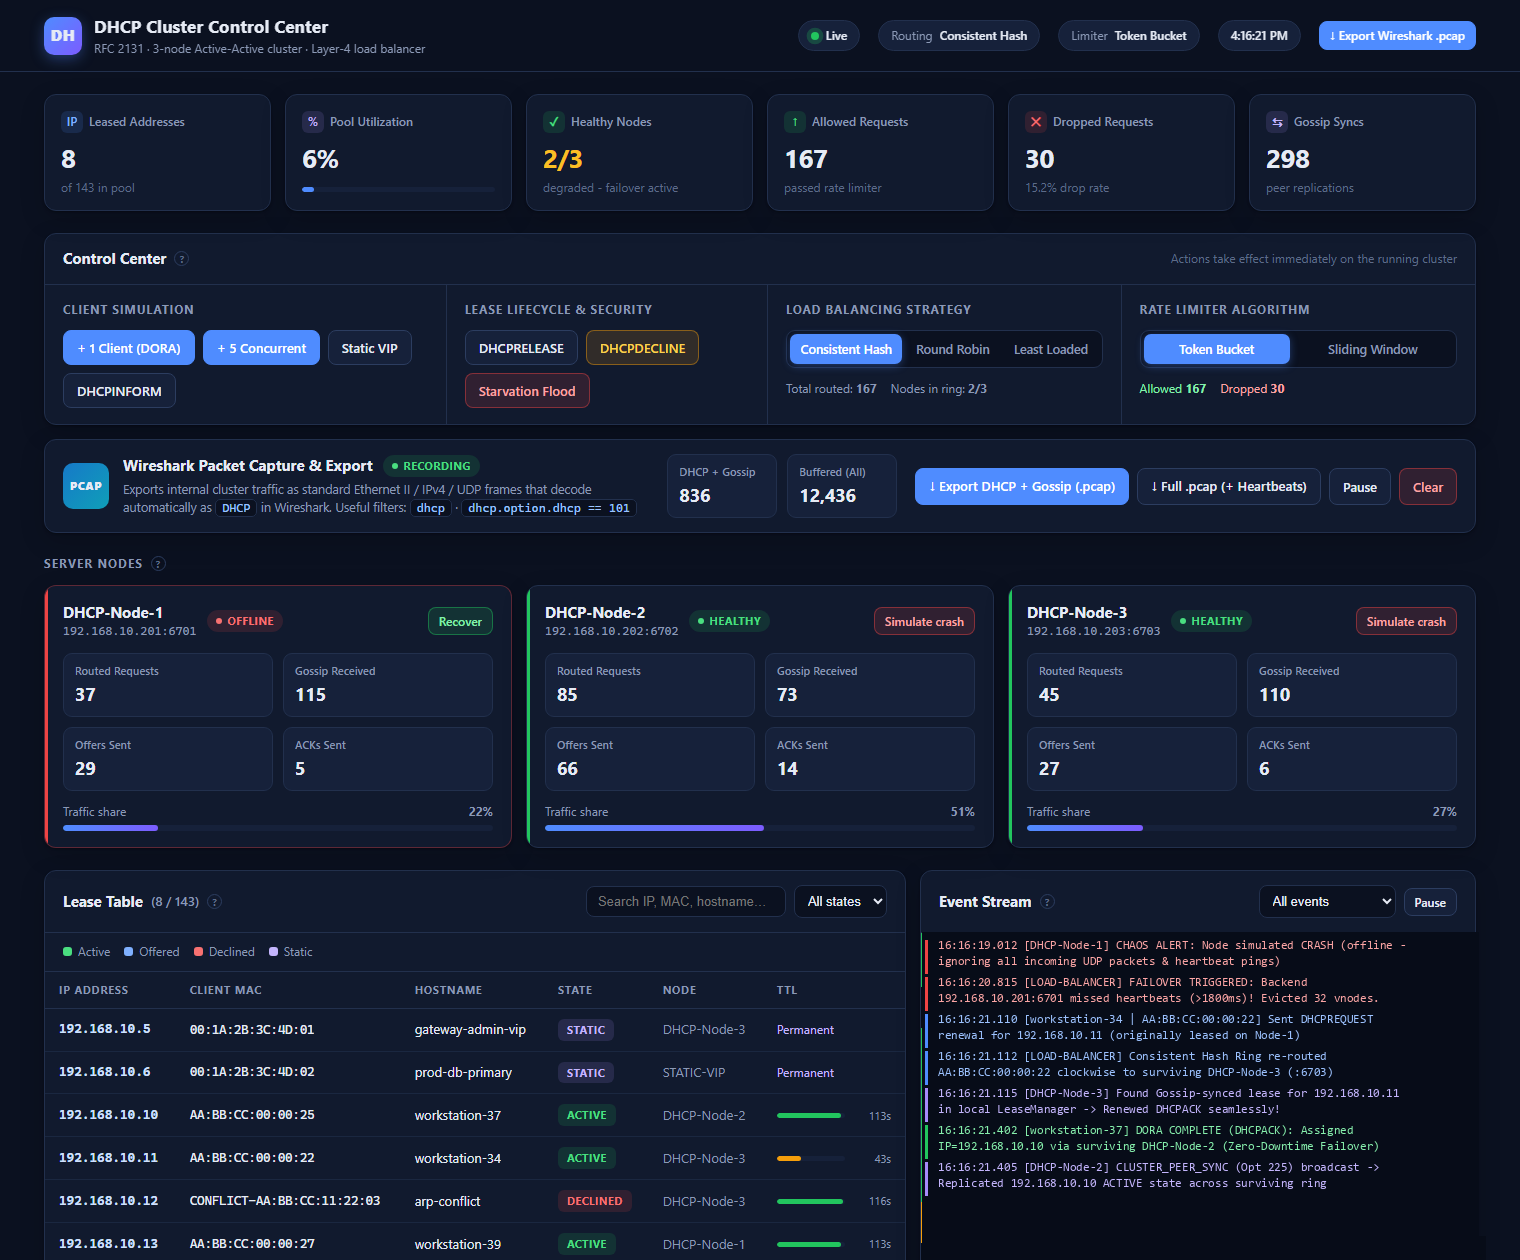 DH
DHCP Cluster Control Center
RFC 2131 · 3-node Active-Active cluster · Layer-4 load balancer
Live
Routing Consistent Hash
Limiter Token Bucket
4:16:21 PM
↓ Export Wireshark .pcap
IP Leased Addresses
8
of 143 in pool
% Pool Utilization
6%
✓ Healthy Nodes
2/3
degraded - failover active
↑ Allowed Requests
167
passed rate limiter
✕ Dropped Requests
30
15.2% drop rate
⇆ Gossip Syncs
298
peer replications
Control Center ?
Actions take effect immediately on the running cluster
CLIENT SIMULATION
+ 1 Client (DORA)
+ 5 Concurrent
Static VIP
DHCPINFORM
LEASE LIFECYCLE & SECURITY
DHCPRELEASE
DHCPDECLINE
Starvation Flood
LOAD BALANCING STRATEGY
Consistent Hash
Round Robin
Least Loaded
Total routed: 167 Nodes in ring: 2/3
RATE LIMITER ALGORITHM
Token Bucket
Sliding Window
Allowed 167 Dropped 30
PCAP
Wireshark Packet Capture & Export
RECORDING
Exports internal cluster traffic as standard Ethernet II / IPv4 / UDP frames that decode
automatically as DHCP in Wireshark. Useful filters: dhcp · dhcp.option.dhcp == 101
DHCP + Gossip
836
Buffered (All)
12,436
↓ Export DHCP + Gossip (.pcap)
↓ Full .pcap (+ Heartbeats)
Pause
Clear
SERVER NODES ?
DHCP-Node-1
192.168.10.201:6701
OFFLINE
Recover
Routed Requests
37
Gossip Received
115
Offers Sent
29
ACKs Sent
5
Traffic share 22%
DHCP-Node-2
192.168.10.202:6702
HEALTHY
Simulate crash
Routed Requests
85
Gossip Received
73
Offers Sent
66
ACKs Sent
14
Traffic share 51%
DHCP-Node-3
192.168.10.203:6703
HEALTHY
Simulate crash
Routed Requests
45
Gossip Received
110
Offers Sent
27
ACKs Sent
6
Traffic share 27%
Lease Table (8 / 143) ?
Search IP, MAC, hostname...
All states
Active Offered Declined Static
IP ADDRESS CLIENT MAC HOSTNAME STATE NODE TTL
192.168.10.5 00:1A:2B:3C:4D:01 gateway-admin-vip STATIC DHCP-Node-3 Permanent
192.168.10.6 00:1A:2B:3C:4D:02 prod-db-primary STATIC STATIC-VIP Permanent
192.168.10.10 AA:BB:CC:00:00:25 workstation-37 ACTIVE DHCP-Node-2 113s
192.168.10.11 AA:BB:CC:00:00:22 workstation-34 ACTIVE DHCP-Node-3 43s
192.168.10.12 CONFLICT-AA:BB:CC:11:22:03 arp-conflict DECLINED DHCP-Node-3 116s
192.168.10.13 AA:BB:CC:00:00:27 workstation-39 ACTIVE DHCP-Node-1 113s
Event Stream ?
All events
Pause
16:16:19.012 [DHCP-Node-1] CHAOS ALERT: Node simulated CRASH (offline -
ignoring all incoming UDP packets & heartbeat pings)
16:16:20.815 [LOAD-BALANCER] FAILOVER TRIGGERED: Backend
192.168.10.201:6701 missed heartbeats (>1800ms)! Evicted 32 vnodes.
16:16:21.110 [workstation-34 | AA:BB:CC:00:00:22] Sent DHCPREQUEST
renewal for 192.168.10.11 (originally leased on Node-1)
16:16:21.112 [LOAD-BALANCER] Consistent Hash Ring re-routed
AA:BB:CC:00:00:22 clockwise to surviving DHCP-Node-3 (:6703)
16:16:21.115 [DHCP-Node-3] Found Gossip-synced lease for 192.168.10.11
in local LeaseManager -> Renewed DHCPACK seamlessly!
16:16:21.402 [workstation-37] DORA COMPLETE (DHCPACK): Assigned
IP=192.168.10.10 via surviving DHCP-Node-2 (Zero-Downtime Failover)
16:16:21.405 [DHCP-Node-2] CLUSTER_PEER_SYNC (Opt 225) broadcast ->
Replicated 192.168.10.10 ACTIVE state across surviving ring